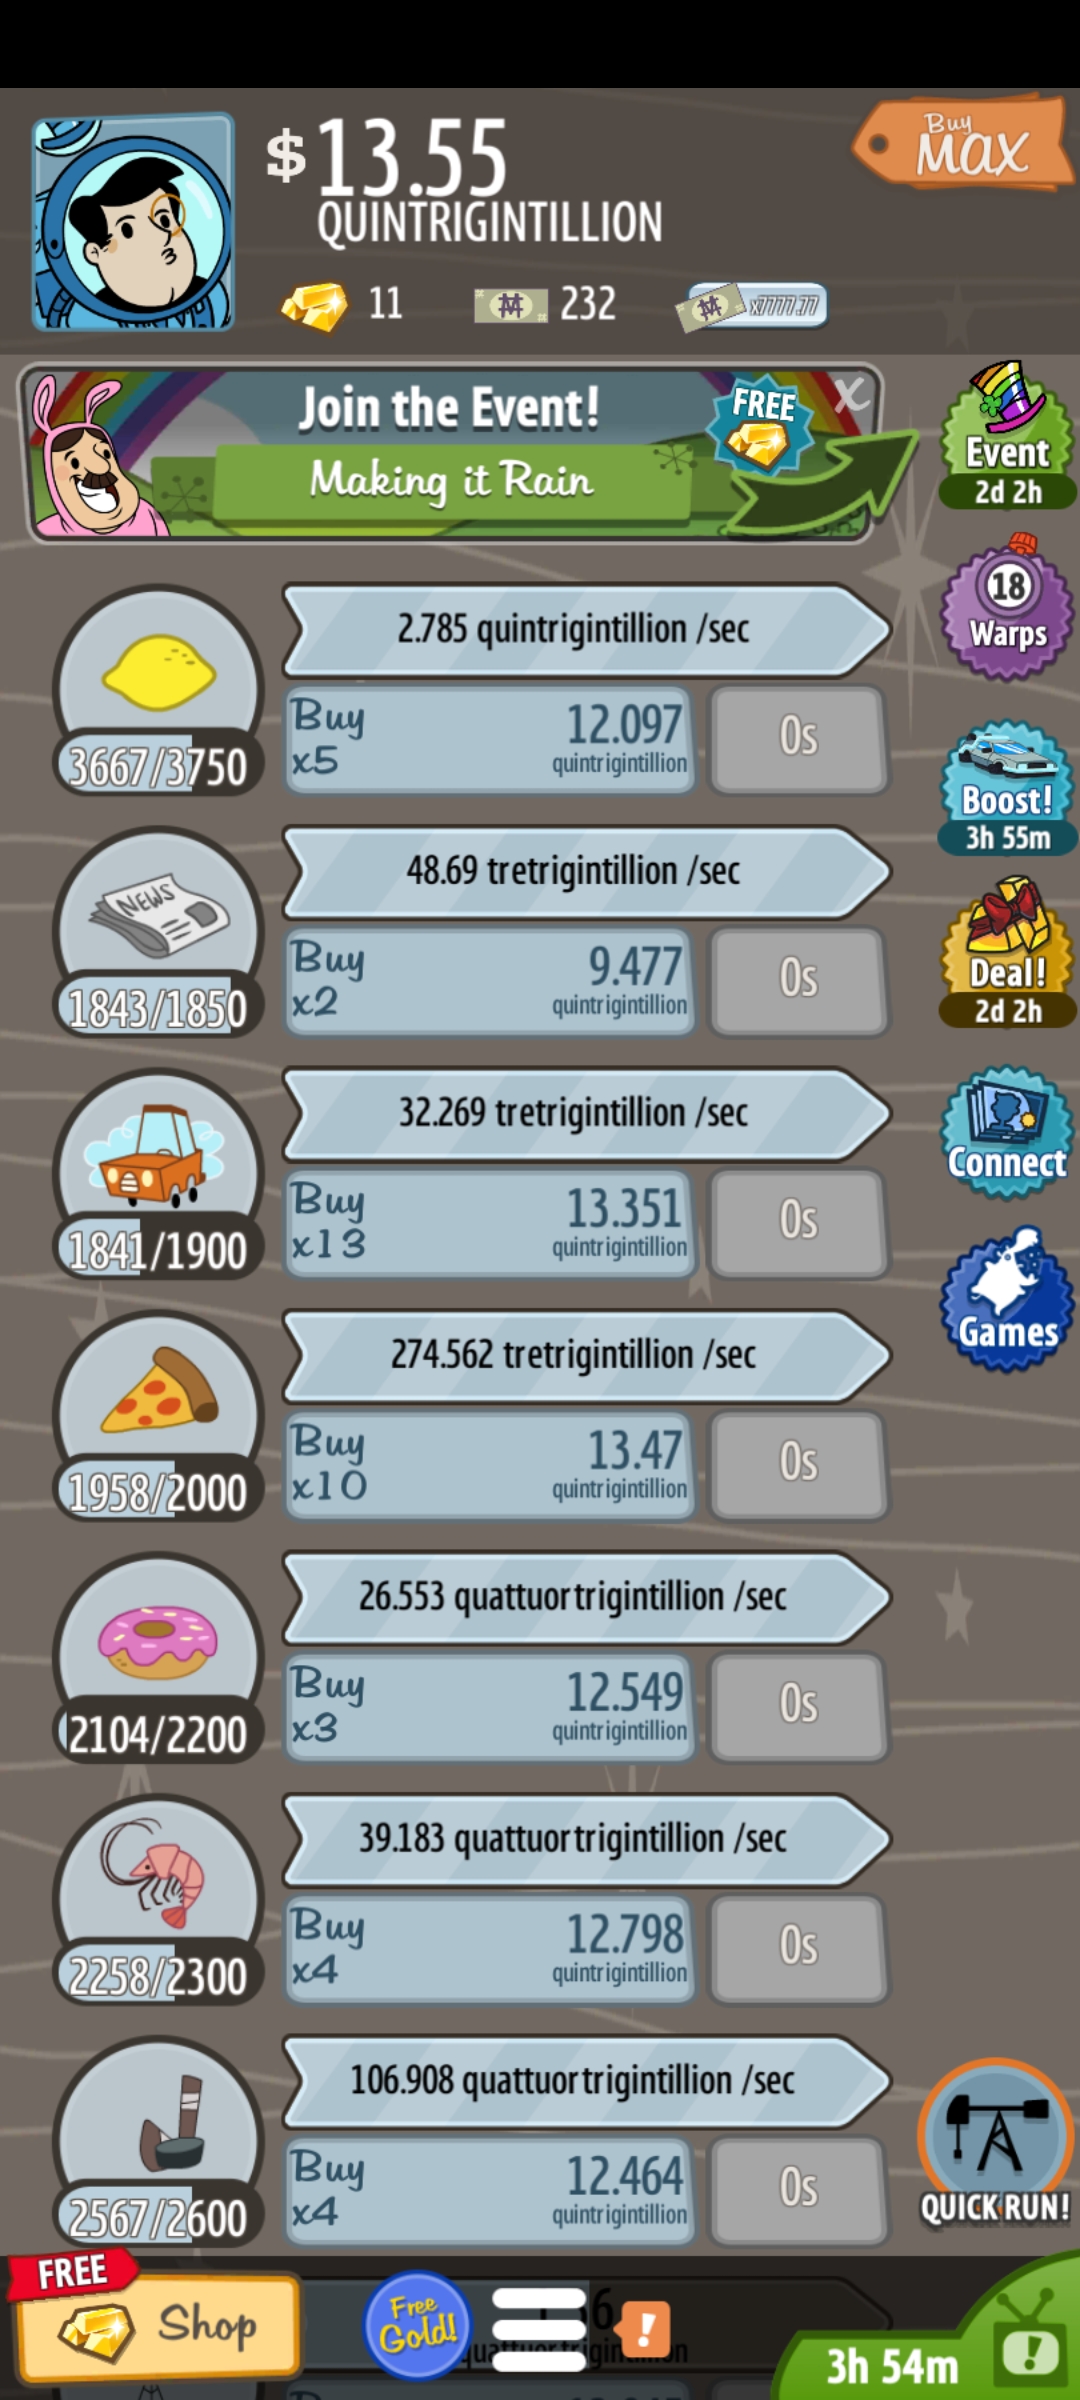 $13.55
QUINTRIGINTILLION
Buy
MAX
11
232
x7777.77
Join the Event!
Making it Rain
FREE
X
Event
2d 2h
2.785 quintrigintillion /sec
3667/3750
Buy
x5
12.097
quintrigintillion
0s
18
Warps
48.69 tretrigintillion /sec
NEWS
1843/1850
Buy
x2
9.477
quintrigintillion
0s
Boost!
3h 55m
Deal!
2d 2h
32.269 tretrigintillion /sec
1841/1900
Buy
x13
13.351
quintrigintillion
0s
Connect
Games
274.562 tretrigintillion /sec
1958/2000
Buy
x10
13.47
quintrigintillion
0s
26.553 quattuortrigintillion /sec
2104/2200
Buy
x3
12.549
quintrigintillion
0s
39.183 quattuortrigintillion /sec
2258/2300
Buy
x4
12.798
quintrigintillion
0s
106.908 quattuortrigintillion /sec
2567/2600
Buy
x4
12.464
quintrigintillion
0s
QUICK RUN!
FREE
Shop
Free
Gold!
!
3h 54m
!